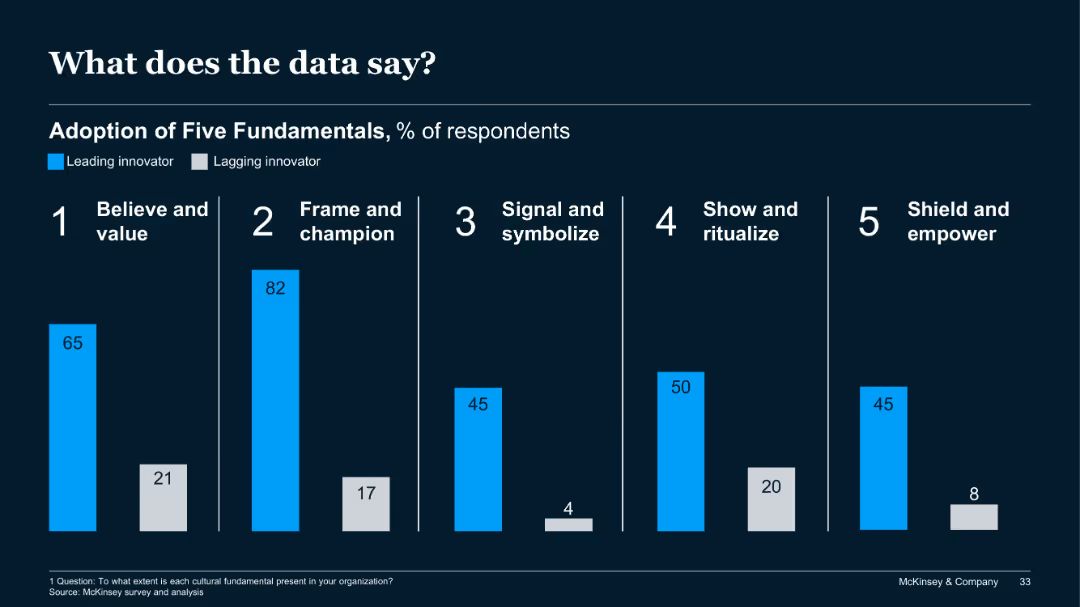 What does the data say?
Adoption of Five Fundamentals, % of respondents
Leading innovator Lagging innovator
1 Believe and value
2 Frame and champion
3 Signal and symbolize
4 Show and ritualize
5 Shield and empower
65
21
82
17
45
4
50
20
45
8
1 Question: To what extent is each cultural fundamental present in your organization?
Source: McKinsey survey and analysis
McKinsey & Company 33